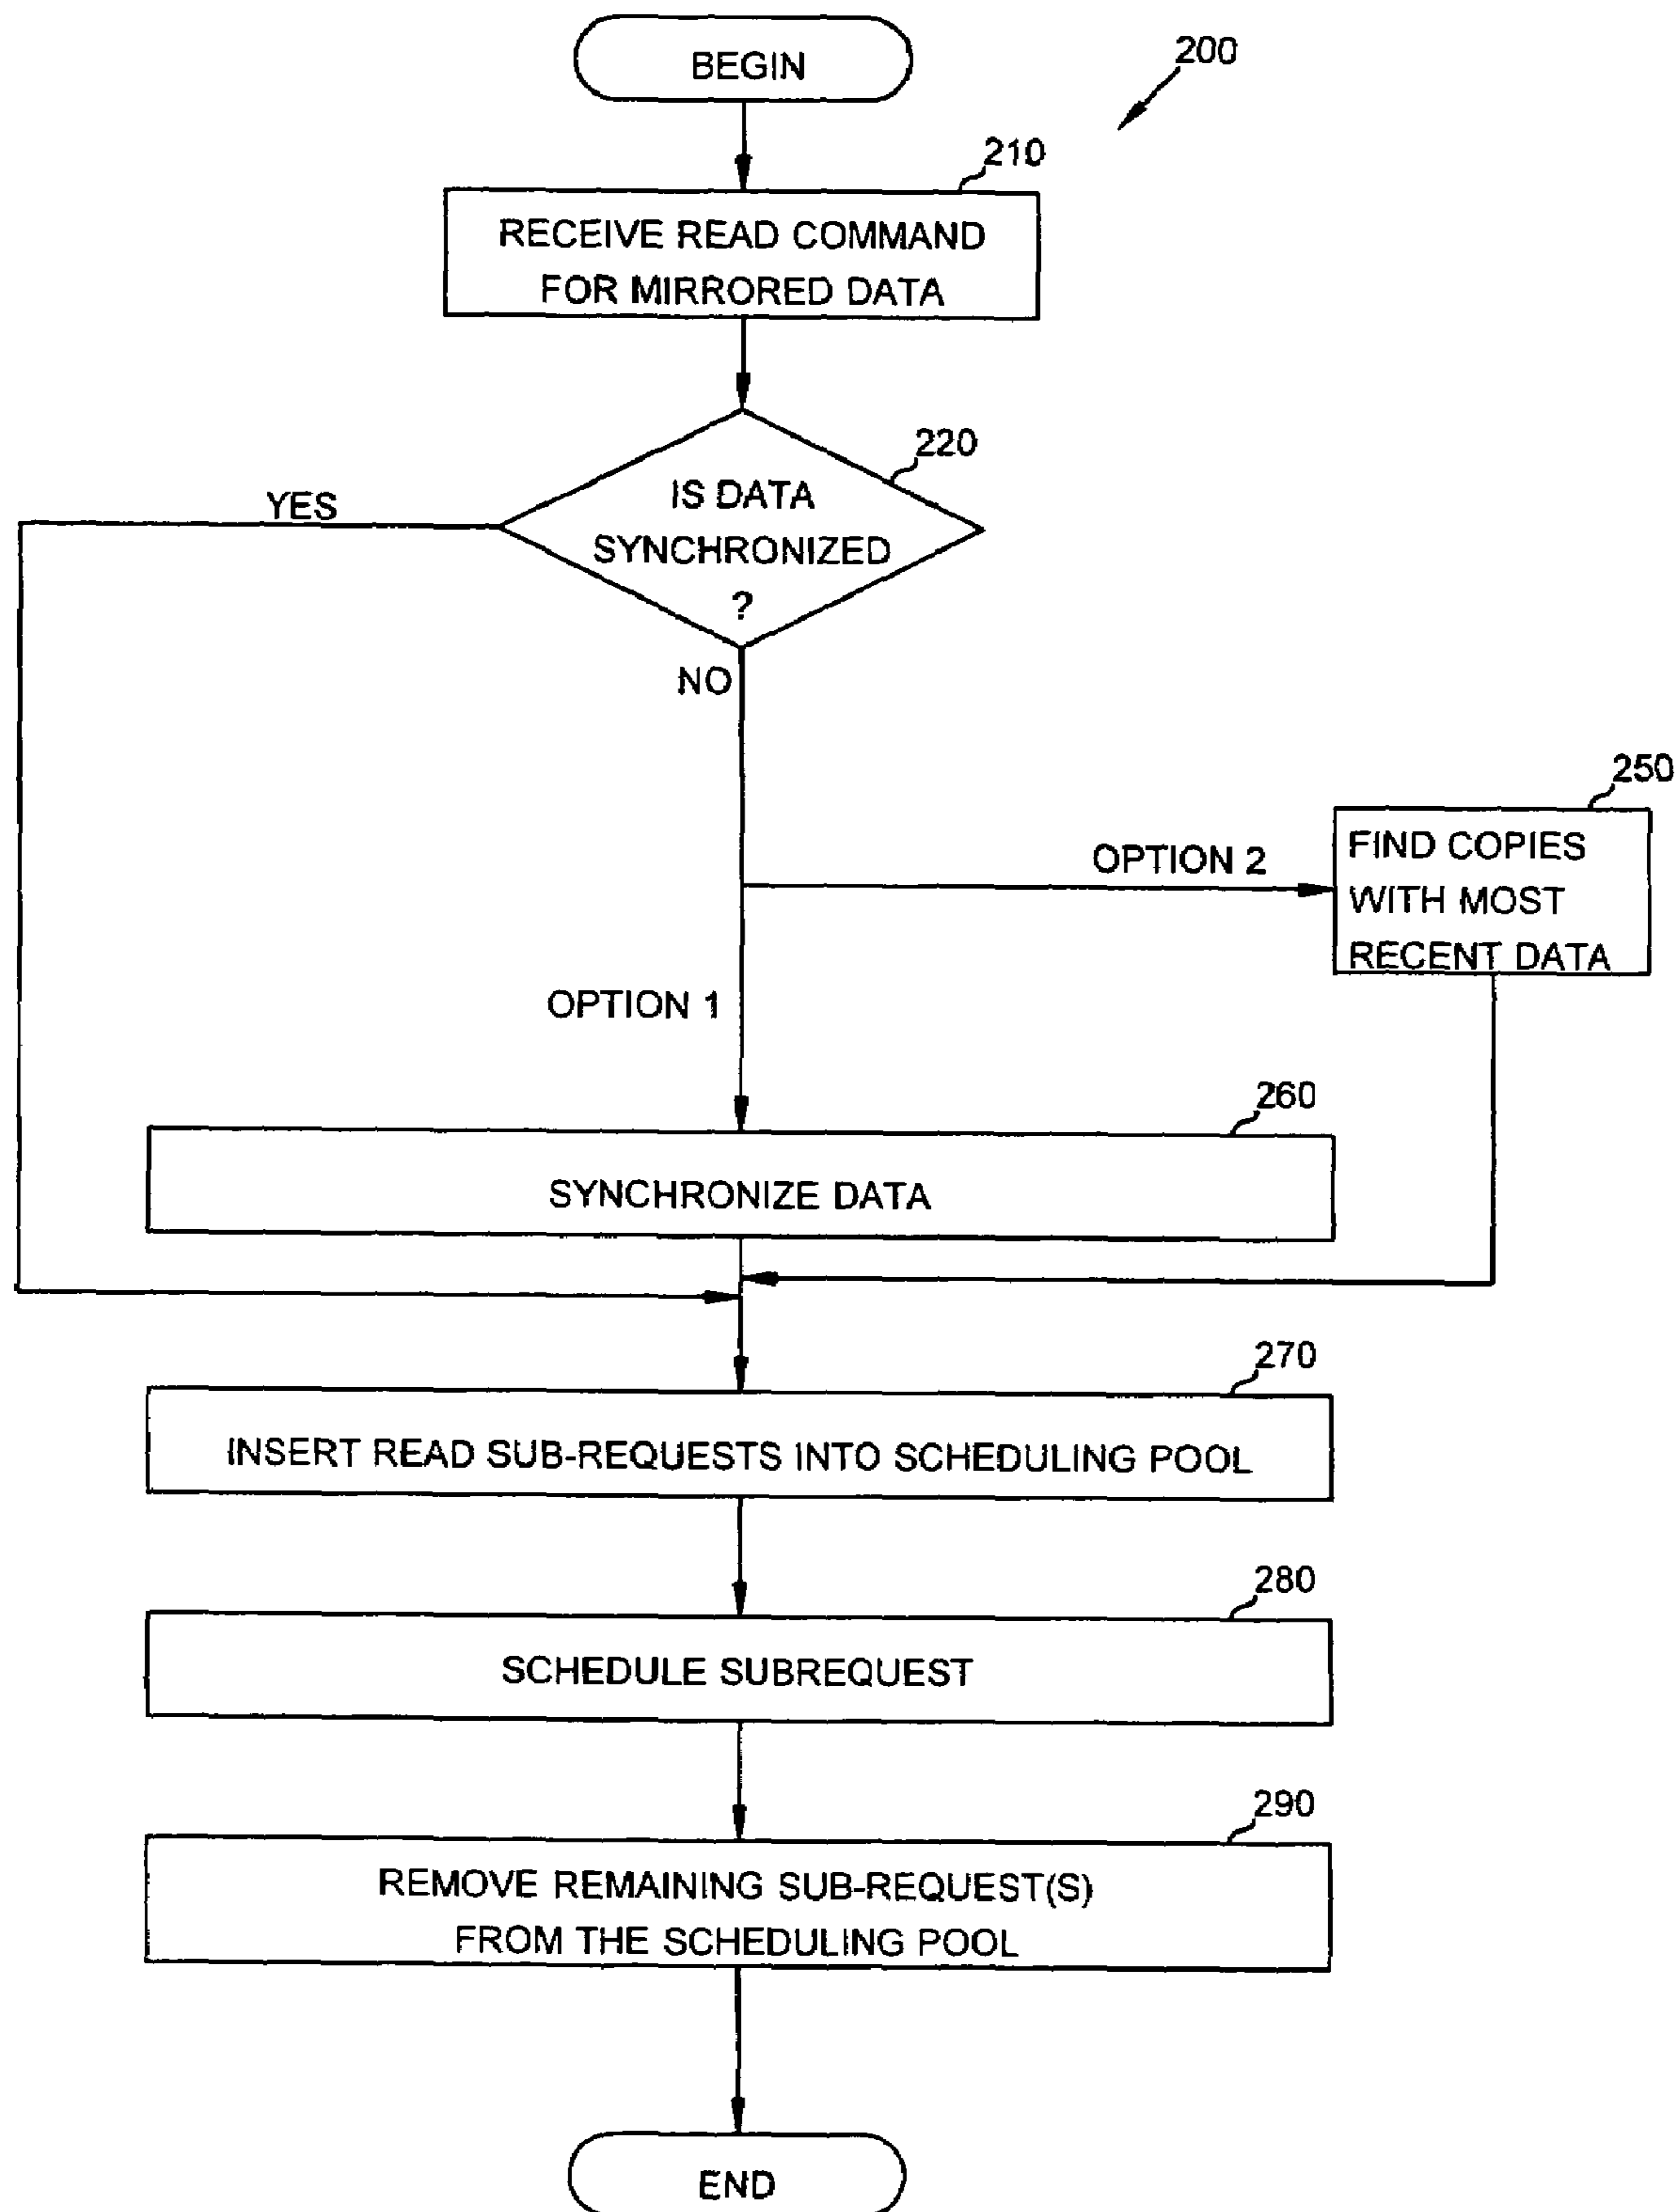 BEGIN
200
210
RECEIVE READ COMMAND
FOR MIRRORED DATA
220
IS DATA
SYNCHRONIZED
?
YES
NO
250
OPTION 2
FIND COPIES
WITH MOST
RECENT DATA
OPTION 1
260
SYNCHRONIZE DATA
270
INSERT READ SUB-REQUESTS INTO SCHEDULING POOL
280
SCHEDULE SUBREQUEST
290
REMOVE REMAINING SUB-REQUEST(S)
FROM THE SCHEDULING POOL
END